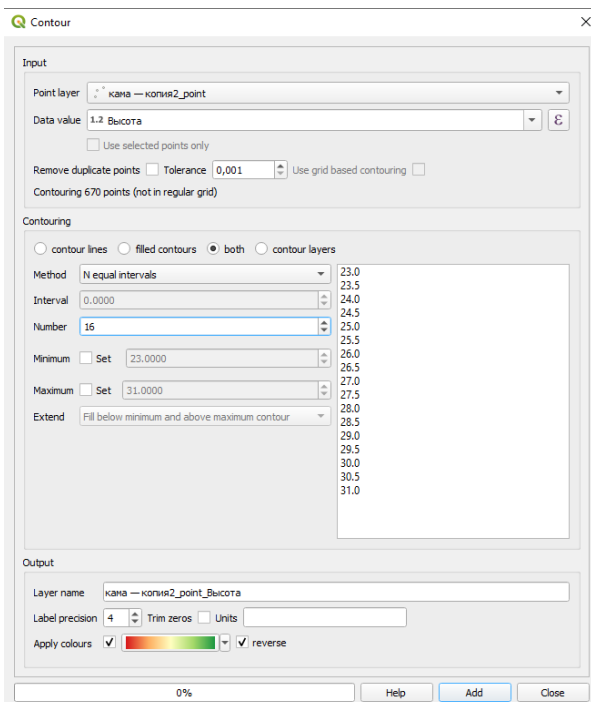 Contour
Input
Point layer кама — копия2_point
Data value 1.2 Высота ε
Use selected points only
Remove duplicate points Tolerance 0,001 Use grid based contouring
Contouring 670 points (not in regular grid)
Contouring
contour lines filled contours both contour layers
Method N equal intervals
Interval 0.0000
Number 16
Minimum Set 23.0000
Maximum Set 31.0000
Extend Fill below minimum and above maximum contour
23.0
23.5
24.0
24.5
25.0
25.5
26.0
26.5
27.0
27.5
28.0
28.5
29.0
29.5
30.0
30.5
31.0
Output
Layer name кама — копия2_point_Высота
Label precision 4 Trim zeros Units
Apply colours reverse
0% Help Add Close